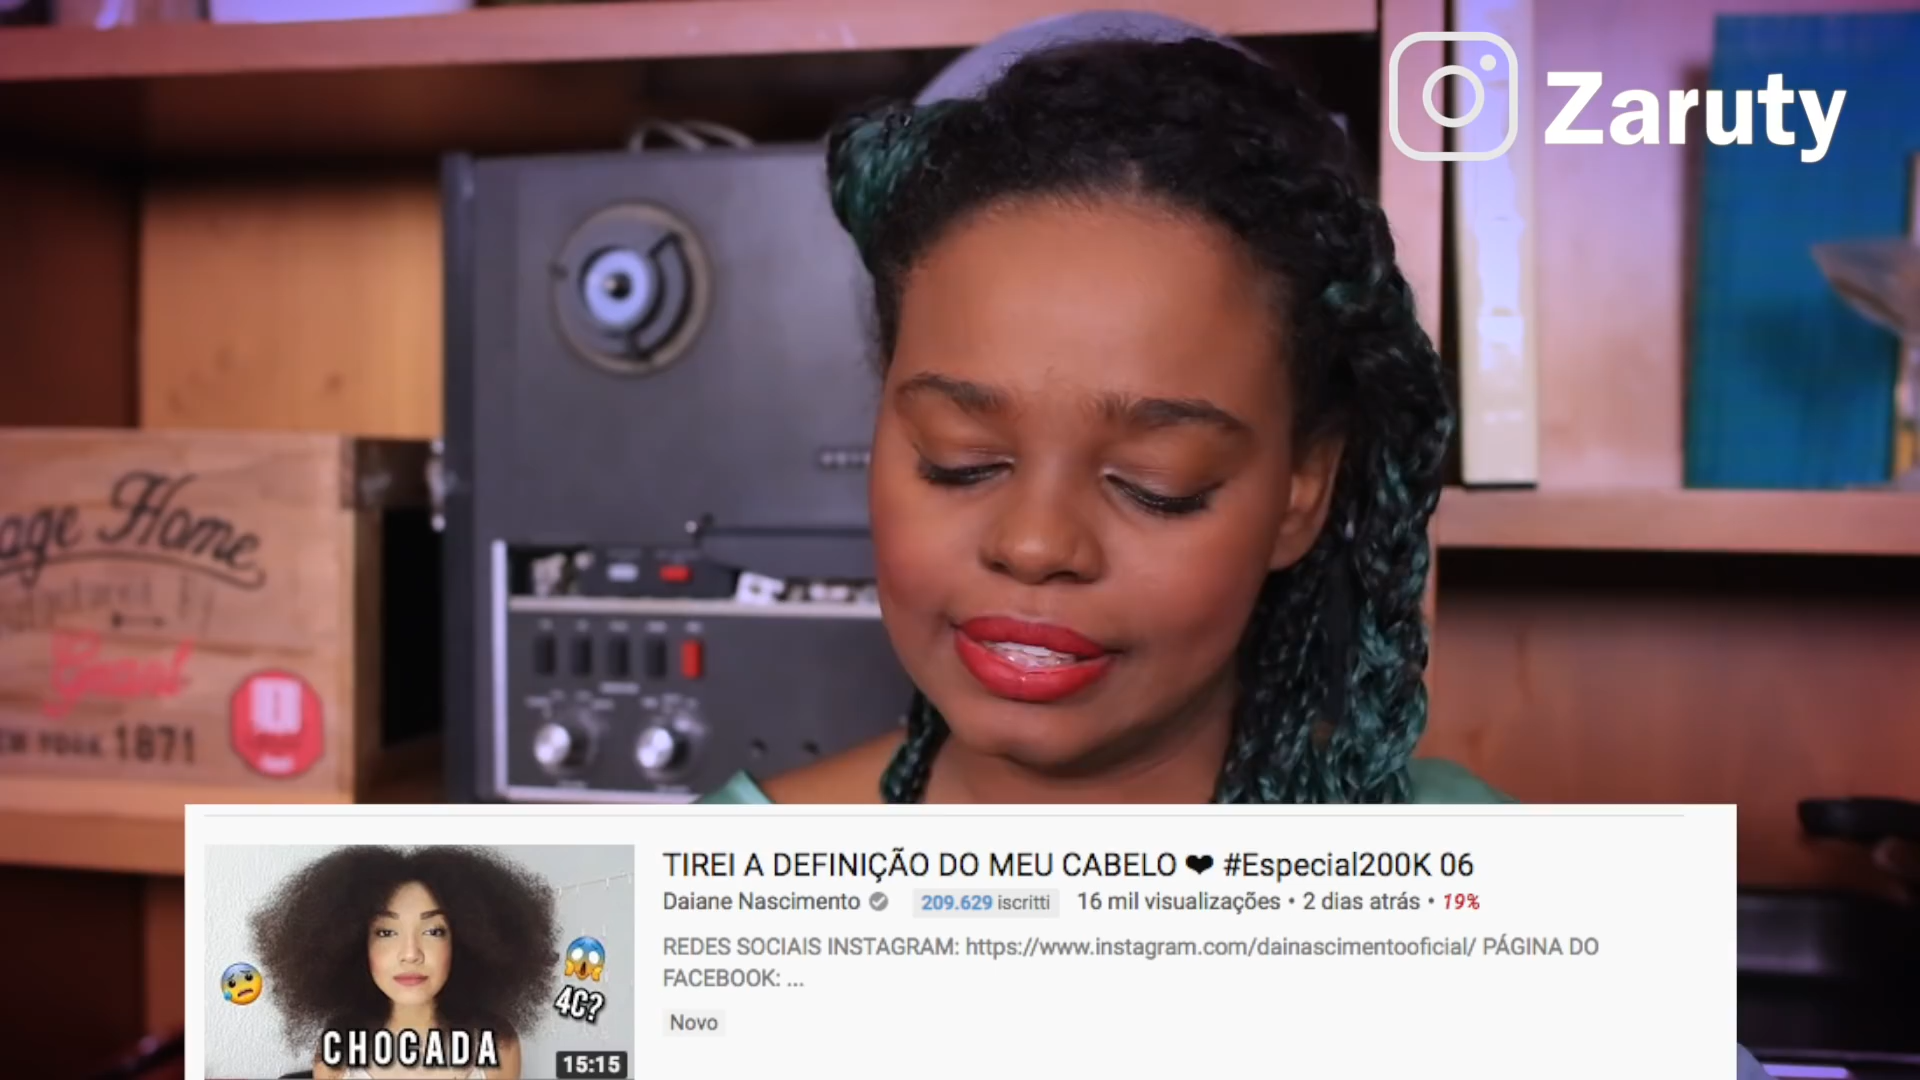 Zaruty
age Home
1871
TIREI A DEFINIÇÃO DO MEU CABELO ❤ #Especial200K 06
Daiane Nascimento 209.629 iscritti 16 mil visualizações • 2 dias atrás • 19%
REDES SOCIAIS INSTAGRAM: https://www.instagram.com/dainascimentooficial/ PÁGINA DO
FACEBOOK: ...
Novo
4C?
CHOCADA
15:15